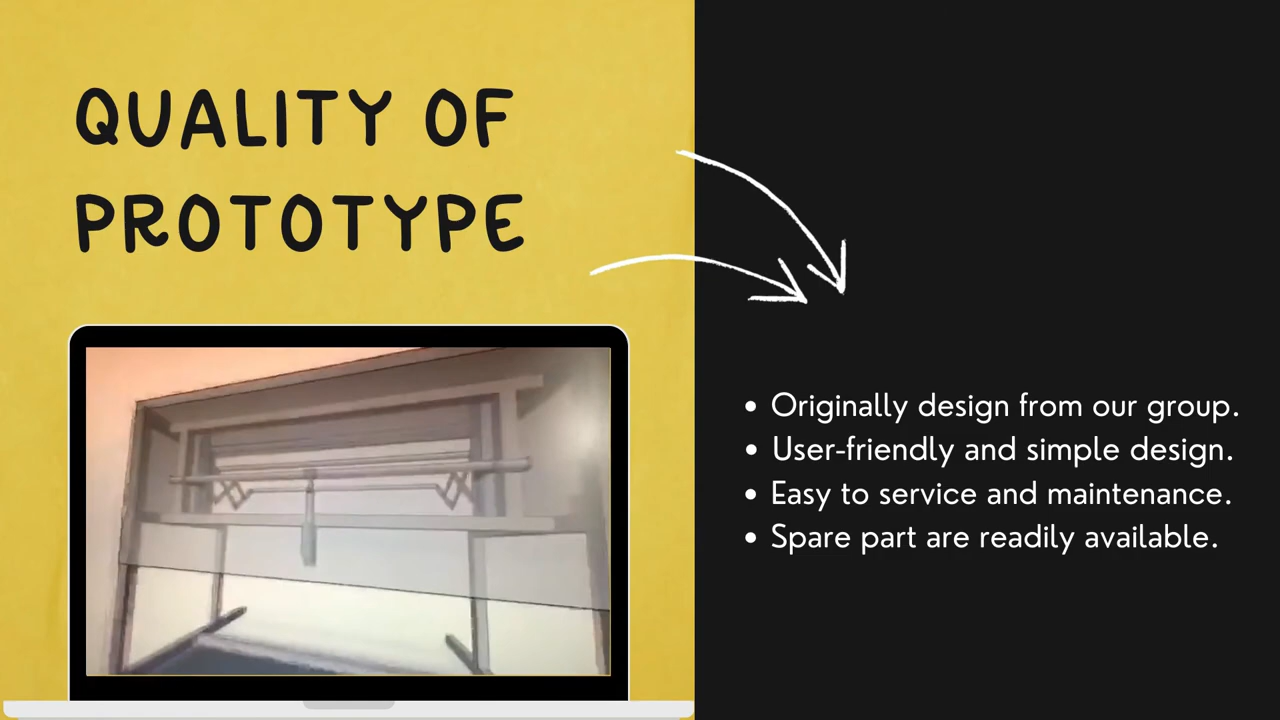 QUALITY OF
PROTOTYPE
• Originally design from our group.
• User-friendly and simple design.
• Easy to service and maintenance.
• Spare part are readily available.